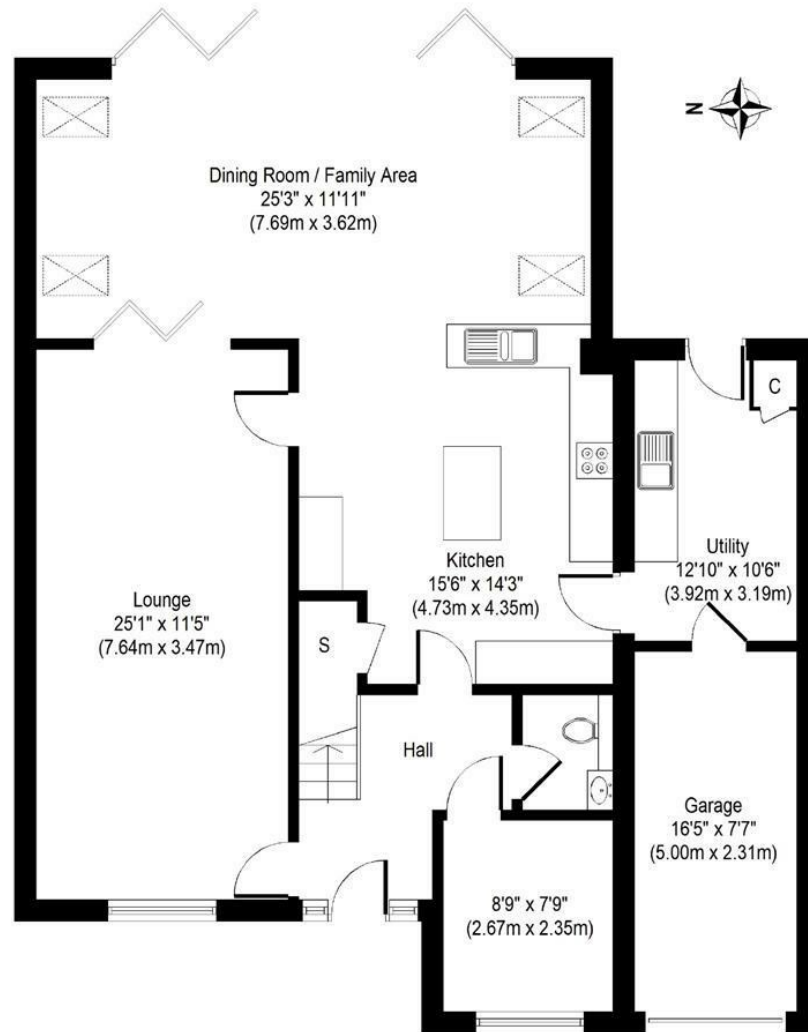 N
Dining Room / Family Area
25'3" x 11'11"
(7.69m x 3.62m)
C
Kitchen
15'6" x 14'3"
(4.73m x 4.35m)
Utility
12'10" x 10'6"
(3.92m x 3.19m)
Lounge
25'1" x 11'5"
(7.64m x 3.47m)
S
Hall
Garage
16'5" x 7'7"
(5.00m x 2.31m)
8'9" x 7'9"
(2.67m x 2.35m)